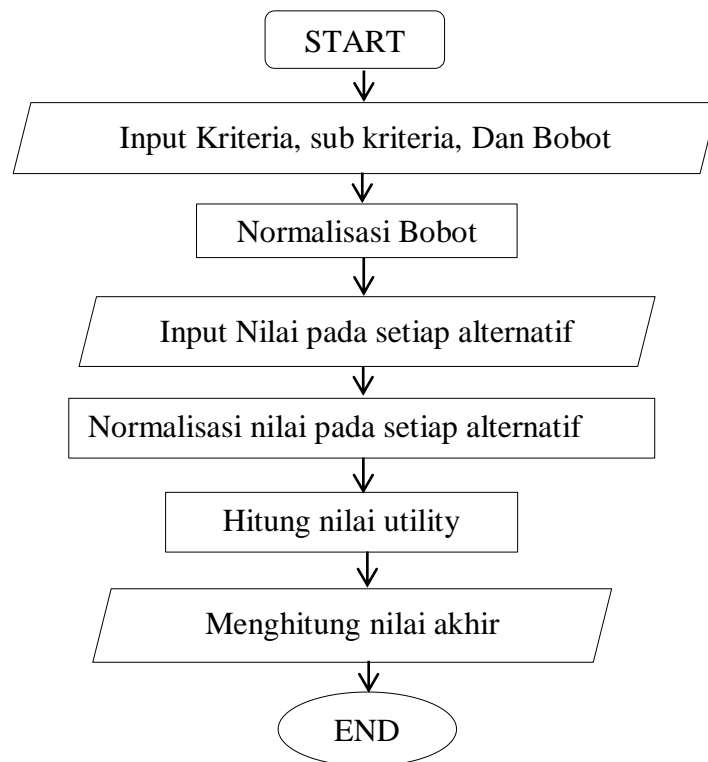 START
Input Kriteria, sub kriteria, Dan Bobot
Normalisasi Bobot
Input Nilai pada setiap alternatif
Normalisasi nilai pada setiap alternatif
Hitung nilai utility
Menghitung nilai akhir
END